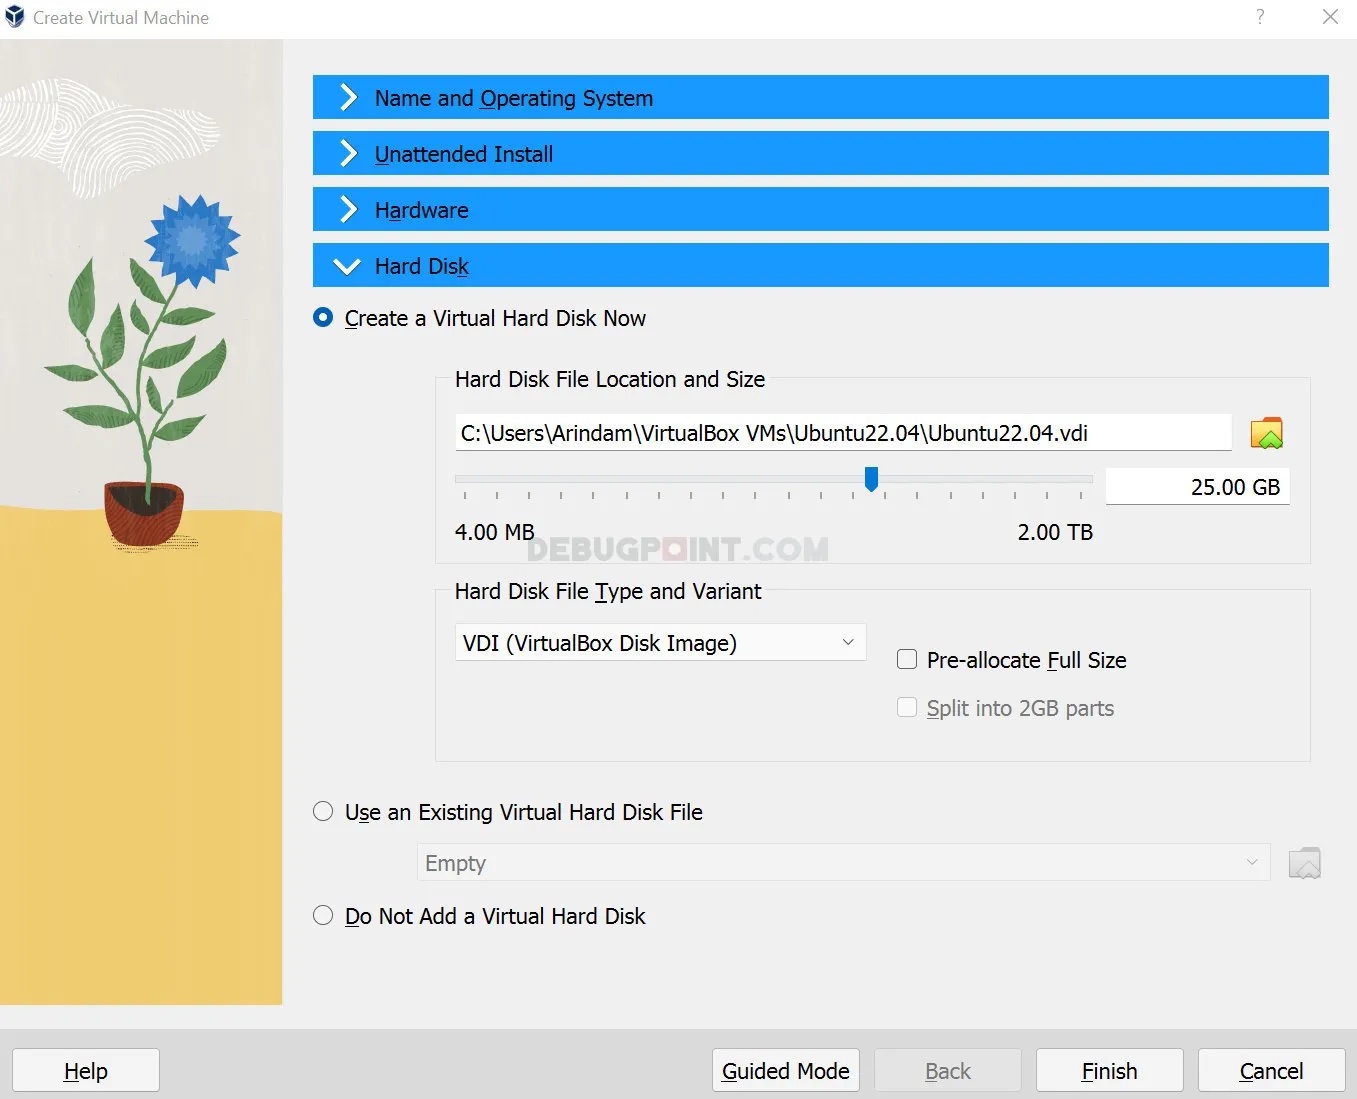 Create Virtual Machine
?
Name and Operating System
Unattended Install
Hardware
Hard Disk
Create a Virtual Hard Disk Now
Hard Disk File Location and Size
C:\Users\Arindam\VirtualBox VMs\Ubuntu22.04\Ubuntu22.04.vdi
25.00 GB
4.00 MB 2.00 TB
DEBUGPOINT.COM
Hard Disk File Type and Variant
VDI (VirtualBox Disk Image)
Pre-allocate Full Size
Split into 2GB parts
Use an Existing Virtual Hard Disk File
Empty
Do Not Add a Virtual Hard Disk
Help Guided Mode Back Finish Cancel